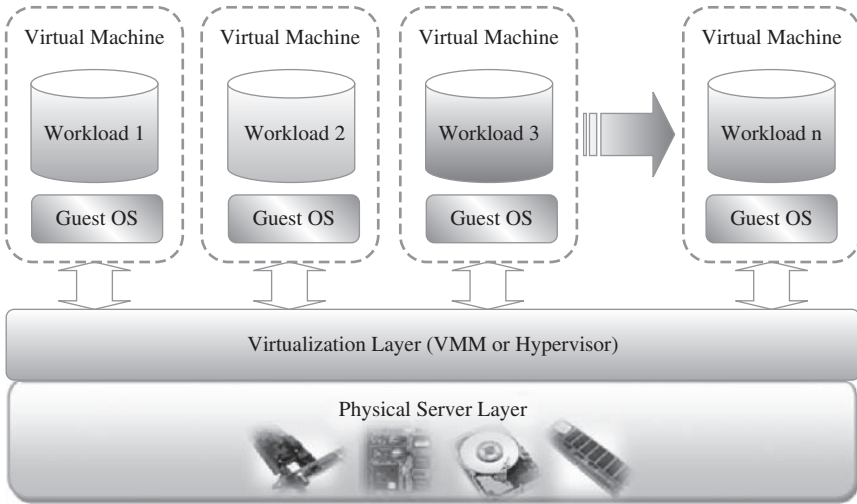 Virtual Machine
Virtual Machine
Virtual Machine
Virtual Machine
Workload 1
Workload 2
Workload 3
Workload n
Guest OS
Guest OS
Guest OS
Guest OS
Virtualization Layer (VMM or Hypervisor)
Physical Server Layer